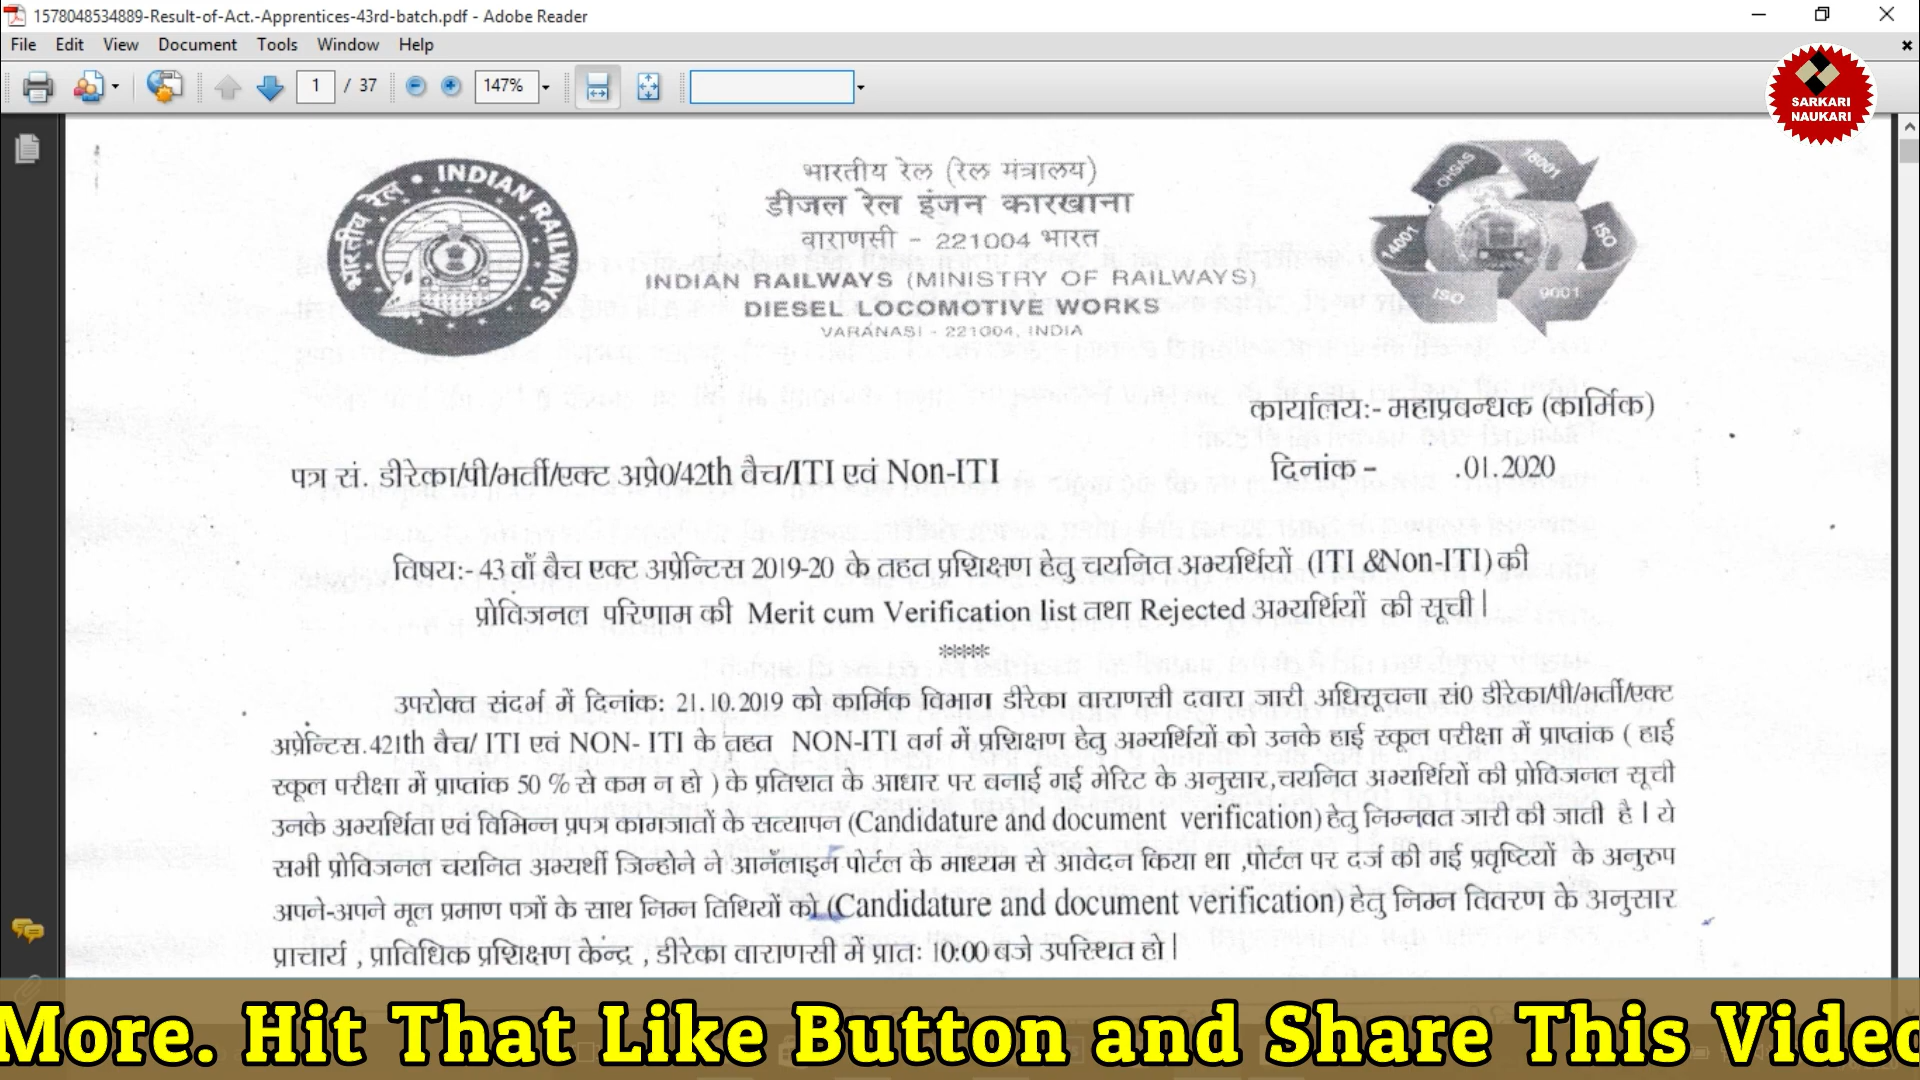 1578048534889-Result-of-Act.-Apprentices-43rd-batch.pdf - Adobe Reader
File Edit View Document Tools Window Help
1 / 37 147%
SARKARI
NAUKARI
भारतीय रेल • INDIAN RAILWAYS
भारतीय रेल (रेल मंत्रालय)
डीजल रेल इंजन कारखाना
वाराणसी - 221004 भारत
INDIAN RAILWAYS (MINISTRY OF RAILWAYS)
DIESEL LOCOMOTIVE WORKS
VARANASI - 221004, INDIA
OHSAS 18001 ISO 9001 ISO 14001
कार्यालयः- महाप्रवन्धक (कार्मिक)
पत्र सं. डीरेका/पी/भर्ती/एक्ट अप्रे0/42th बैच/ITI एवं Non-ITI
दिनांक - .01.2020
विषय:- 43 वाँ बैच एक्ट अप्रेन्टिस 2019-20 के तहत प्रशिक्षण हेतु चयनित अभ्यर्थियों (ITI &Non-ITI) की
प्रोविजनल परिणाम की Merit cum Verification list तथा Rejected अभ्यर्थियों की सूची |
*****
उपरोक्त संदर्भ में दिनांक: 21.10.2019 को कार्मिक विभाग डीरेका वाराणसी दवारा जारी अधिसूचना सं0 डीरेका/पी/भर्ती/एक्ट
अप्रेन्टिस.421th बैच/ ITI एवं NON- ITI के तहत NON-ITI वर्ग में प्रशिक्षण हेतु अभ्यर्थियों को उनके हाई स्कूल परीक्षा में प्राप्तांक ( हाई
स्कूल परीक्षा में प्राप्तांक 50 % से कम न हो ) के प्रतिशत के आधार पर बनाई गई मेरिट के अनुसार,चयनित अभ्यर्थियों की प्रोविजनल सूची
उनके अभ्यर्थिता एवं विभिन्न प्रपत्र कागजातों के सत्यापन (Candidature and document verification) हेतु निम्नवत जारी की जाती है | ये
सभी प्रोविजनल चयनित अभ्यर्थी जिन्होने ने आनॅलाइन पोर्टल के माध्यम से आवेदन किया था ,पोर्टल पर दर्ज की गई प्रवृष्टियों के अनुरुप
अपने-अपने मूल प्रमाण पत्रों के साथ निम्न तिथियों को (Candidature and document verification) हेतु निम्न विवरण के अनुसार
प्राचार्य , प्राविधिक प्रशिक्षण केन्द्र , डीरेका वाराणसी में प्रातः 10:00 बजे उपस्थित हो |
More. Hit That Like Button and Share This Video